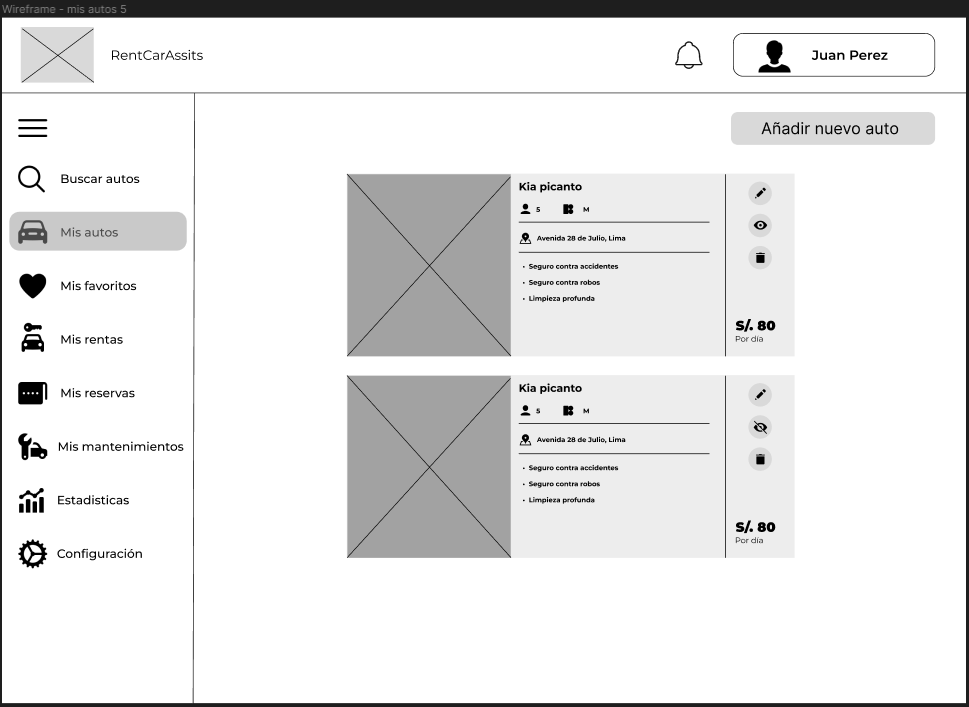 Wireframe - mis autos 5
RentCarAssits
Juan Perez
Añadir nuevo auto
Buscar autos
Mis autos
Mis favoritos
Mis rentas
Mis reservas
Mis mantenimientos
Estadisticas
Configuración
Kia picanto
5 M
Avenida 28 de Julio, Lima
• Seguro contra accidentes
• Seguro contra robos
• Limpieza profunda
S/. 80
Por día
Kia picanto
5 M
Avenida 28 de Julio, Lima
• Seguro contra accidentes
• Seguro contra robos
• Limpieza profunda
S/. 80
Por día